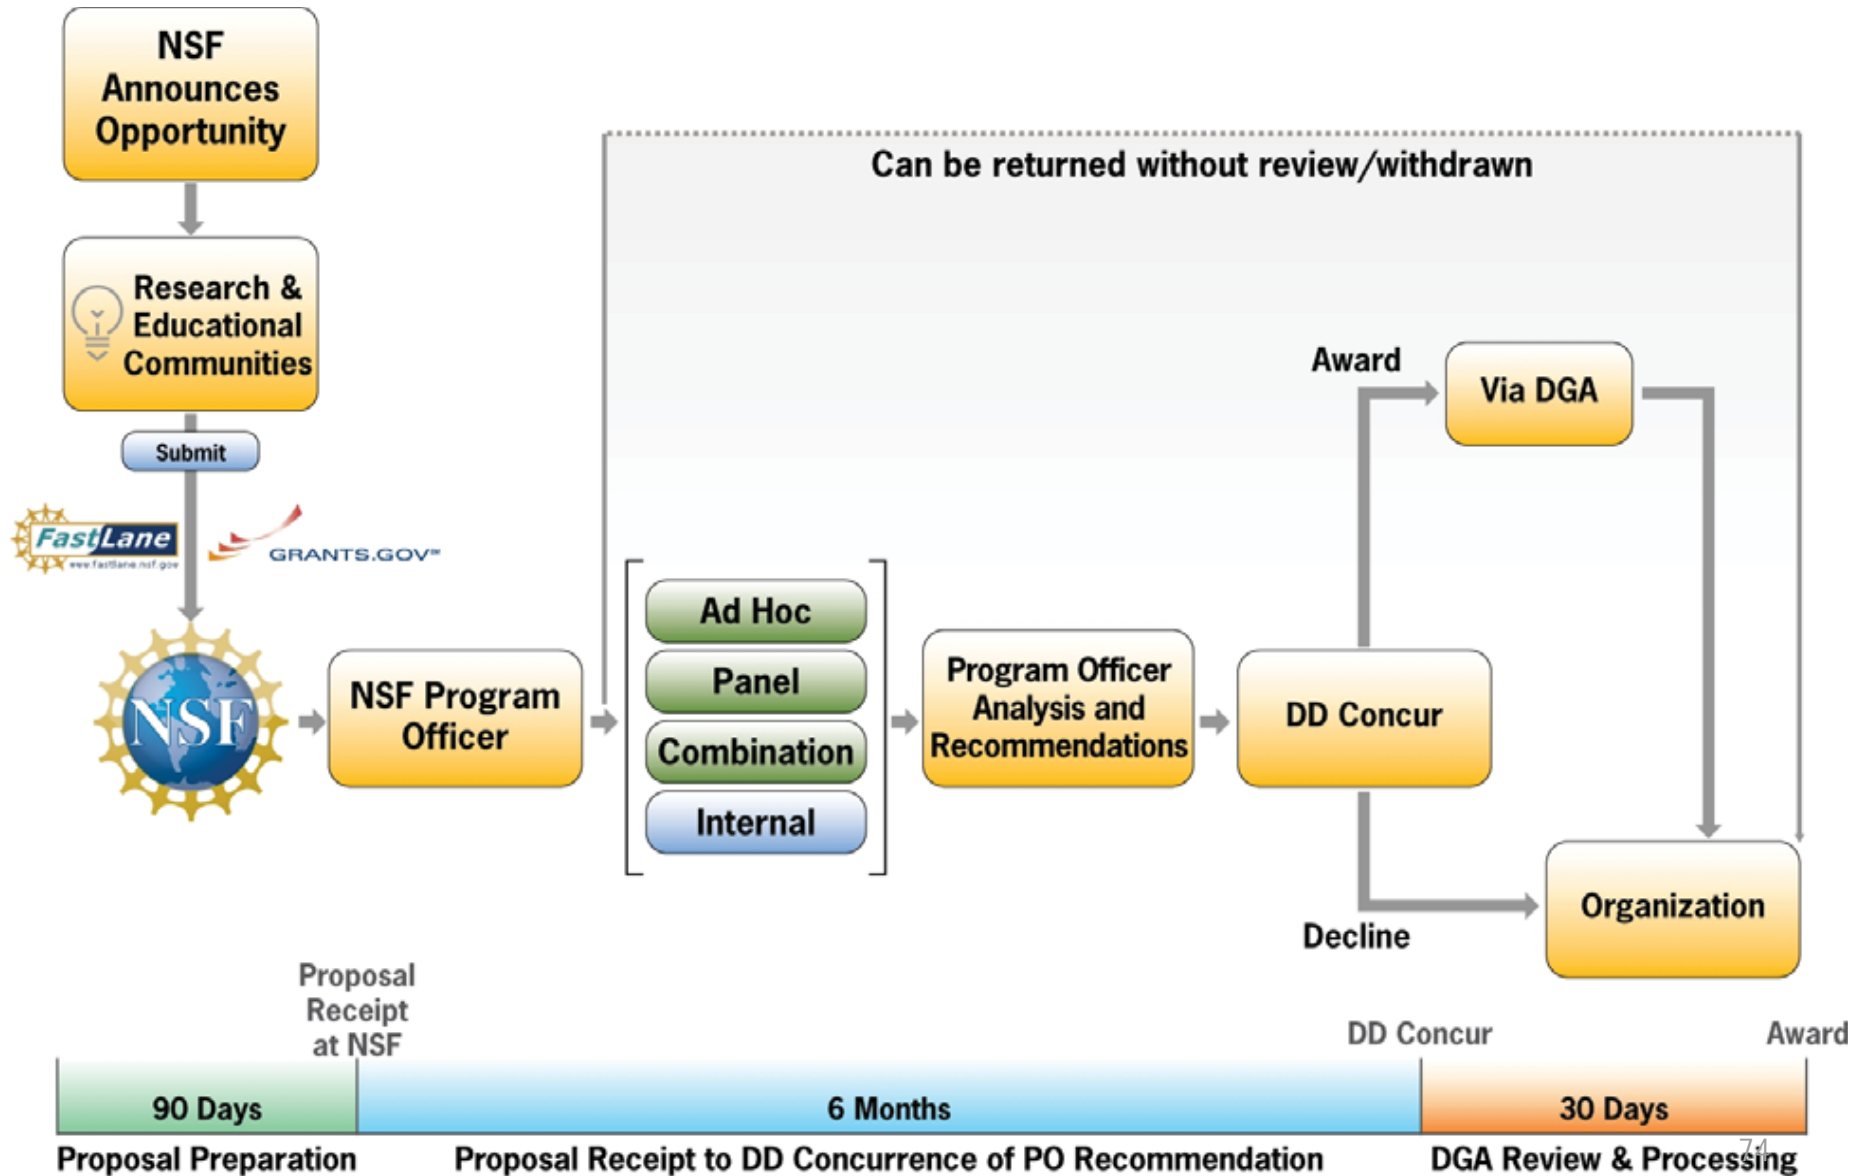 NSF
Announces
Opportunity
Can be returned without review/withdrawn
Research &
Educational
Communities
Submit
FastLane
www.fastlane.nsf.gov
GRANTS.GOV℠
NSF
NSF Program
Officer
Ad Hoc
Panel
Combination
Internal
Program Officer
Analysis and
Recommendations
DD Concur
Award
Via DGA
Decline
Organization
Proposal
Receipt
at NSF
DD Concur
Award
90 Days
6 Months
30 Days
Proposal Preparation
Proposal Receipt to DD Concurrence of PO Recommendation
DGA Review & Processing
74